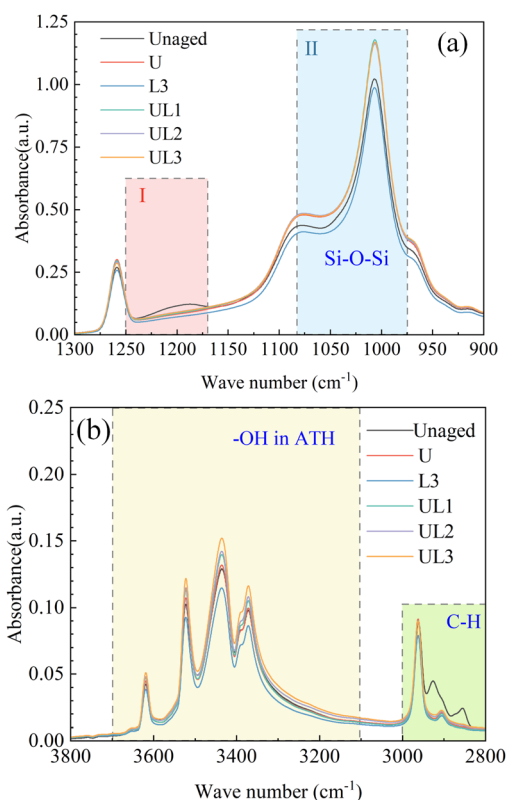 (a)
Unaged
U
L3
UL1
UL2
UL3
I
II
Si-O-Si
Absorbance(a.u.)
1.25
1.00
0.75
0.50
0.25
0.00
1300 1250 1200 1150 1100 1050 1000 950 900
Wave number (cm⁻¹)
(b)
-OH in ATH
Unaged
U
L3
UL1
UL2
UL3
C-H
Absorbance(a.u.)
0.25
0.20
0.15
0.10
0.05
0.00
3800 3600 3400 3200 3000 2800
Wave number (cm⁻¹)